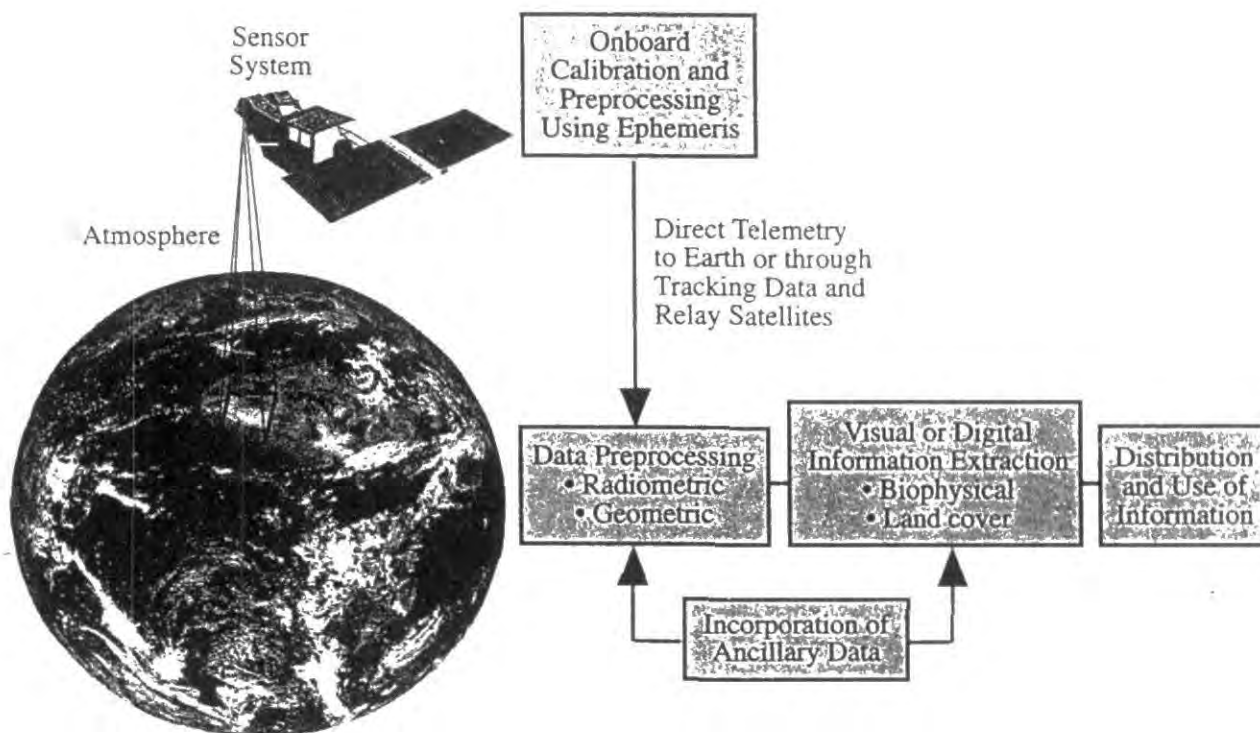 Sensor
System
Onboard
Calibration and
Preprocessing
Using Ephemeris
Atmosphere
Direct Telemetry
to Earth or through
Tracking Data and
Relay Satellites
Data Preprocessing
• Radiometric
• Geometric
Visual or Digital
Information Extraction
• Biophysical
• Land cover
Distribution
and Use of
Information
Incorporation of
Ancillary Data